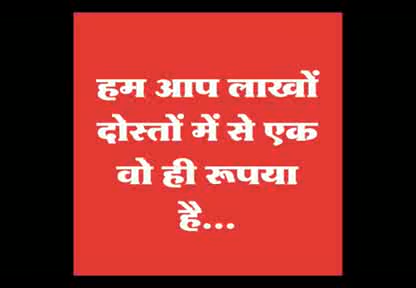 हम आप लाखों
दोस्तों में से एक
वो ही रूपया
है...